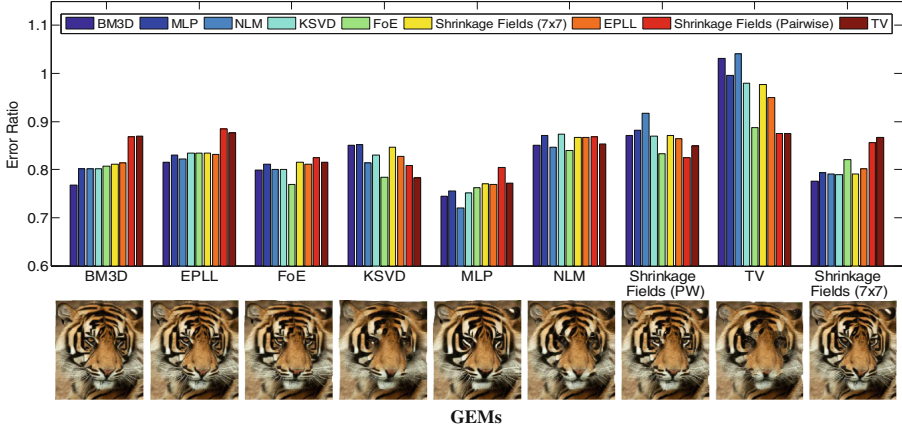 1.1
BM3D MLP NLM KSVD FoE Shrinkage Fields (7x7) EPLL Shrinkage Fields (Pairwise) TV
1
Error Ratio
0.9
0.8
0.7
0.6
BM3D EPLL FoE KSVD MLP NLM Shrinkage Fields (PW) TV Shrinkage Fields (7x7)
GEMs